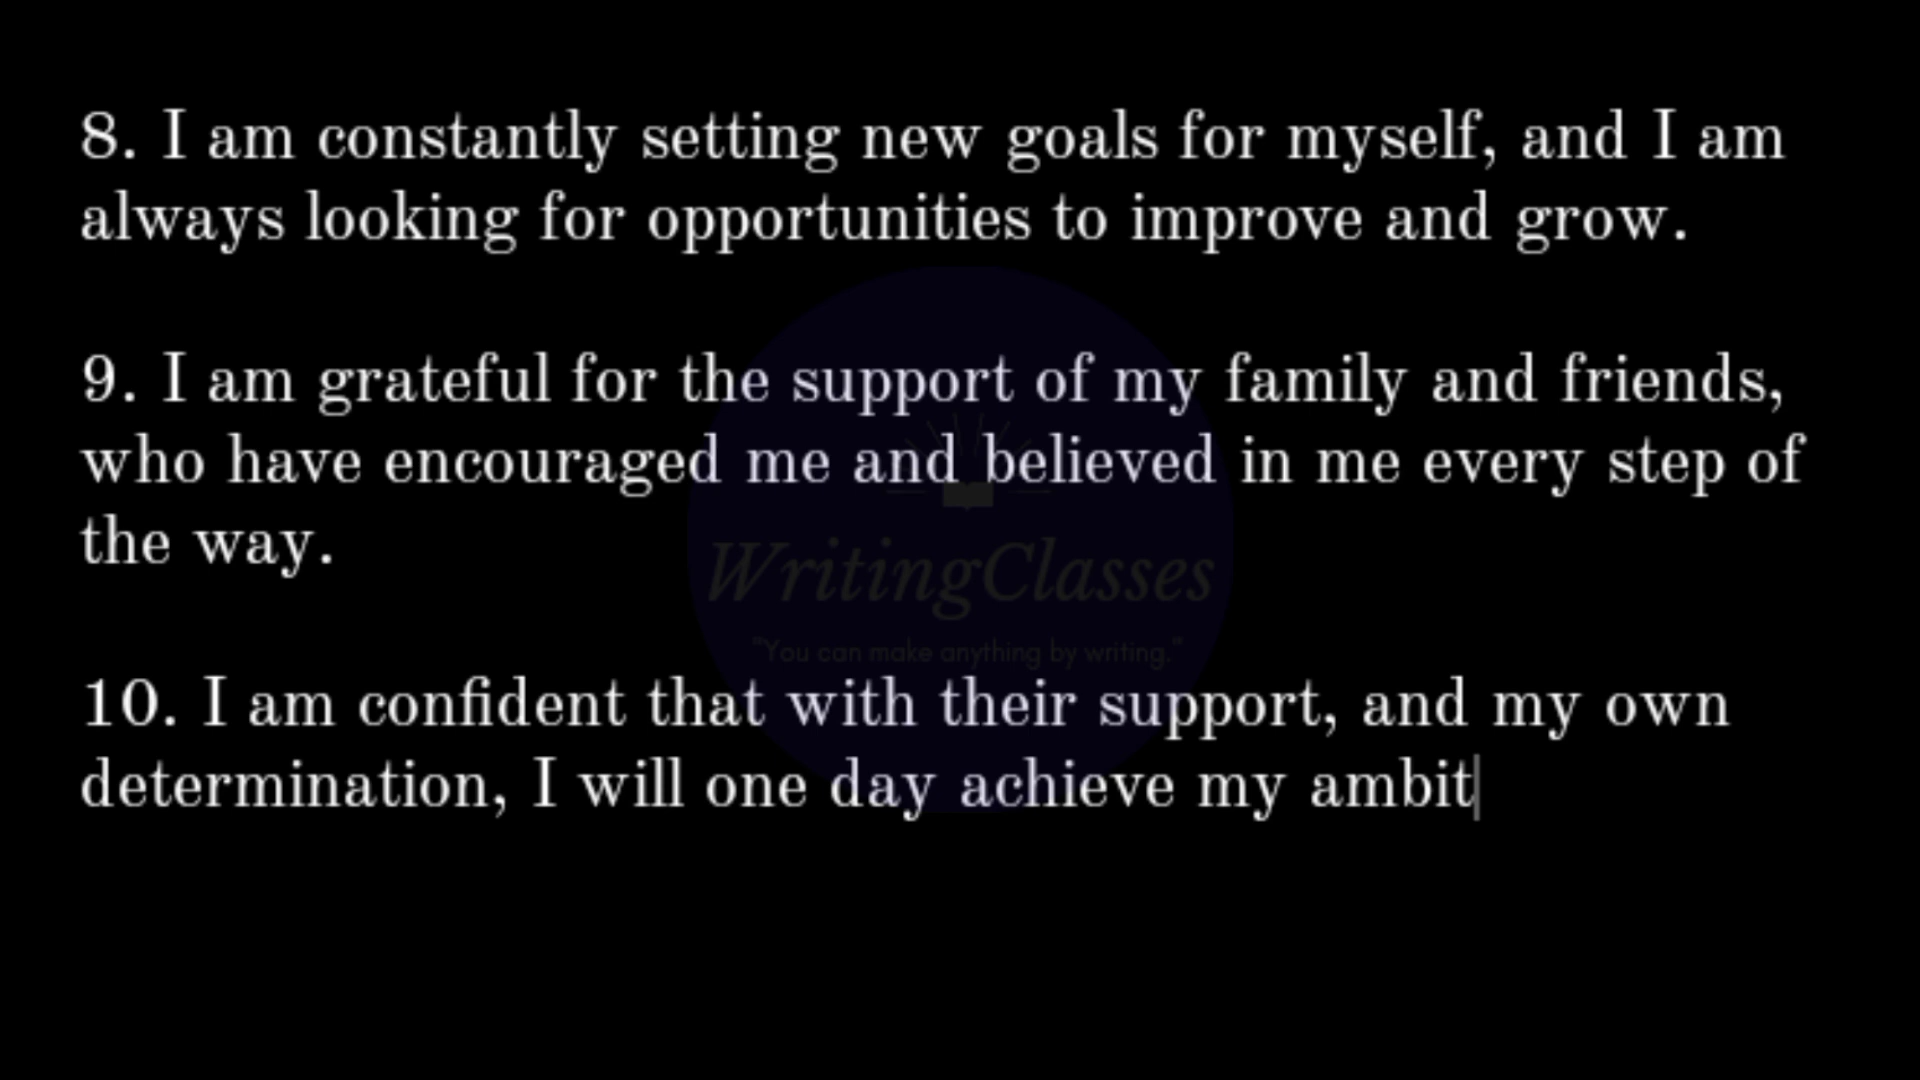 8. I am constantly setting new goals for myself, and I am
always looking for opportunities to improve and grow.
9. I am grateful for the support of my family and friends,
who have encouraged me and believed in me every step of
the way.
WritingClasses
"You can make anything by writing."
10. I am confident that with their support, and my own
determination, I will one day achieve my ambit